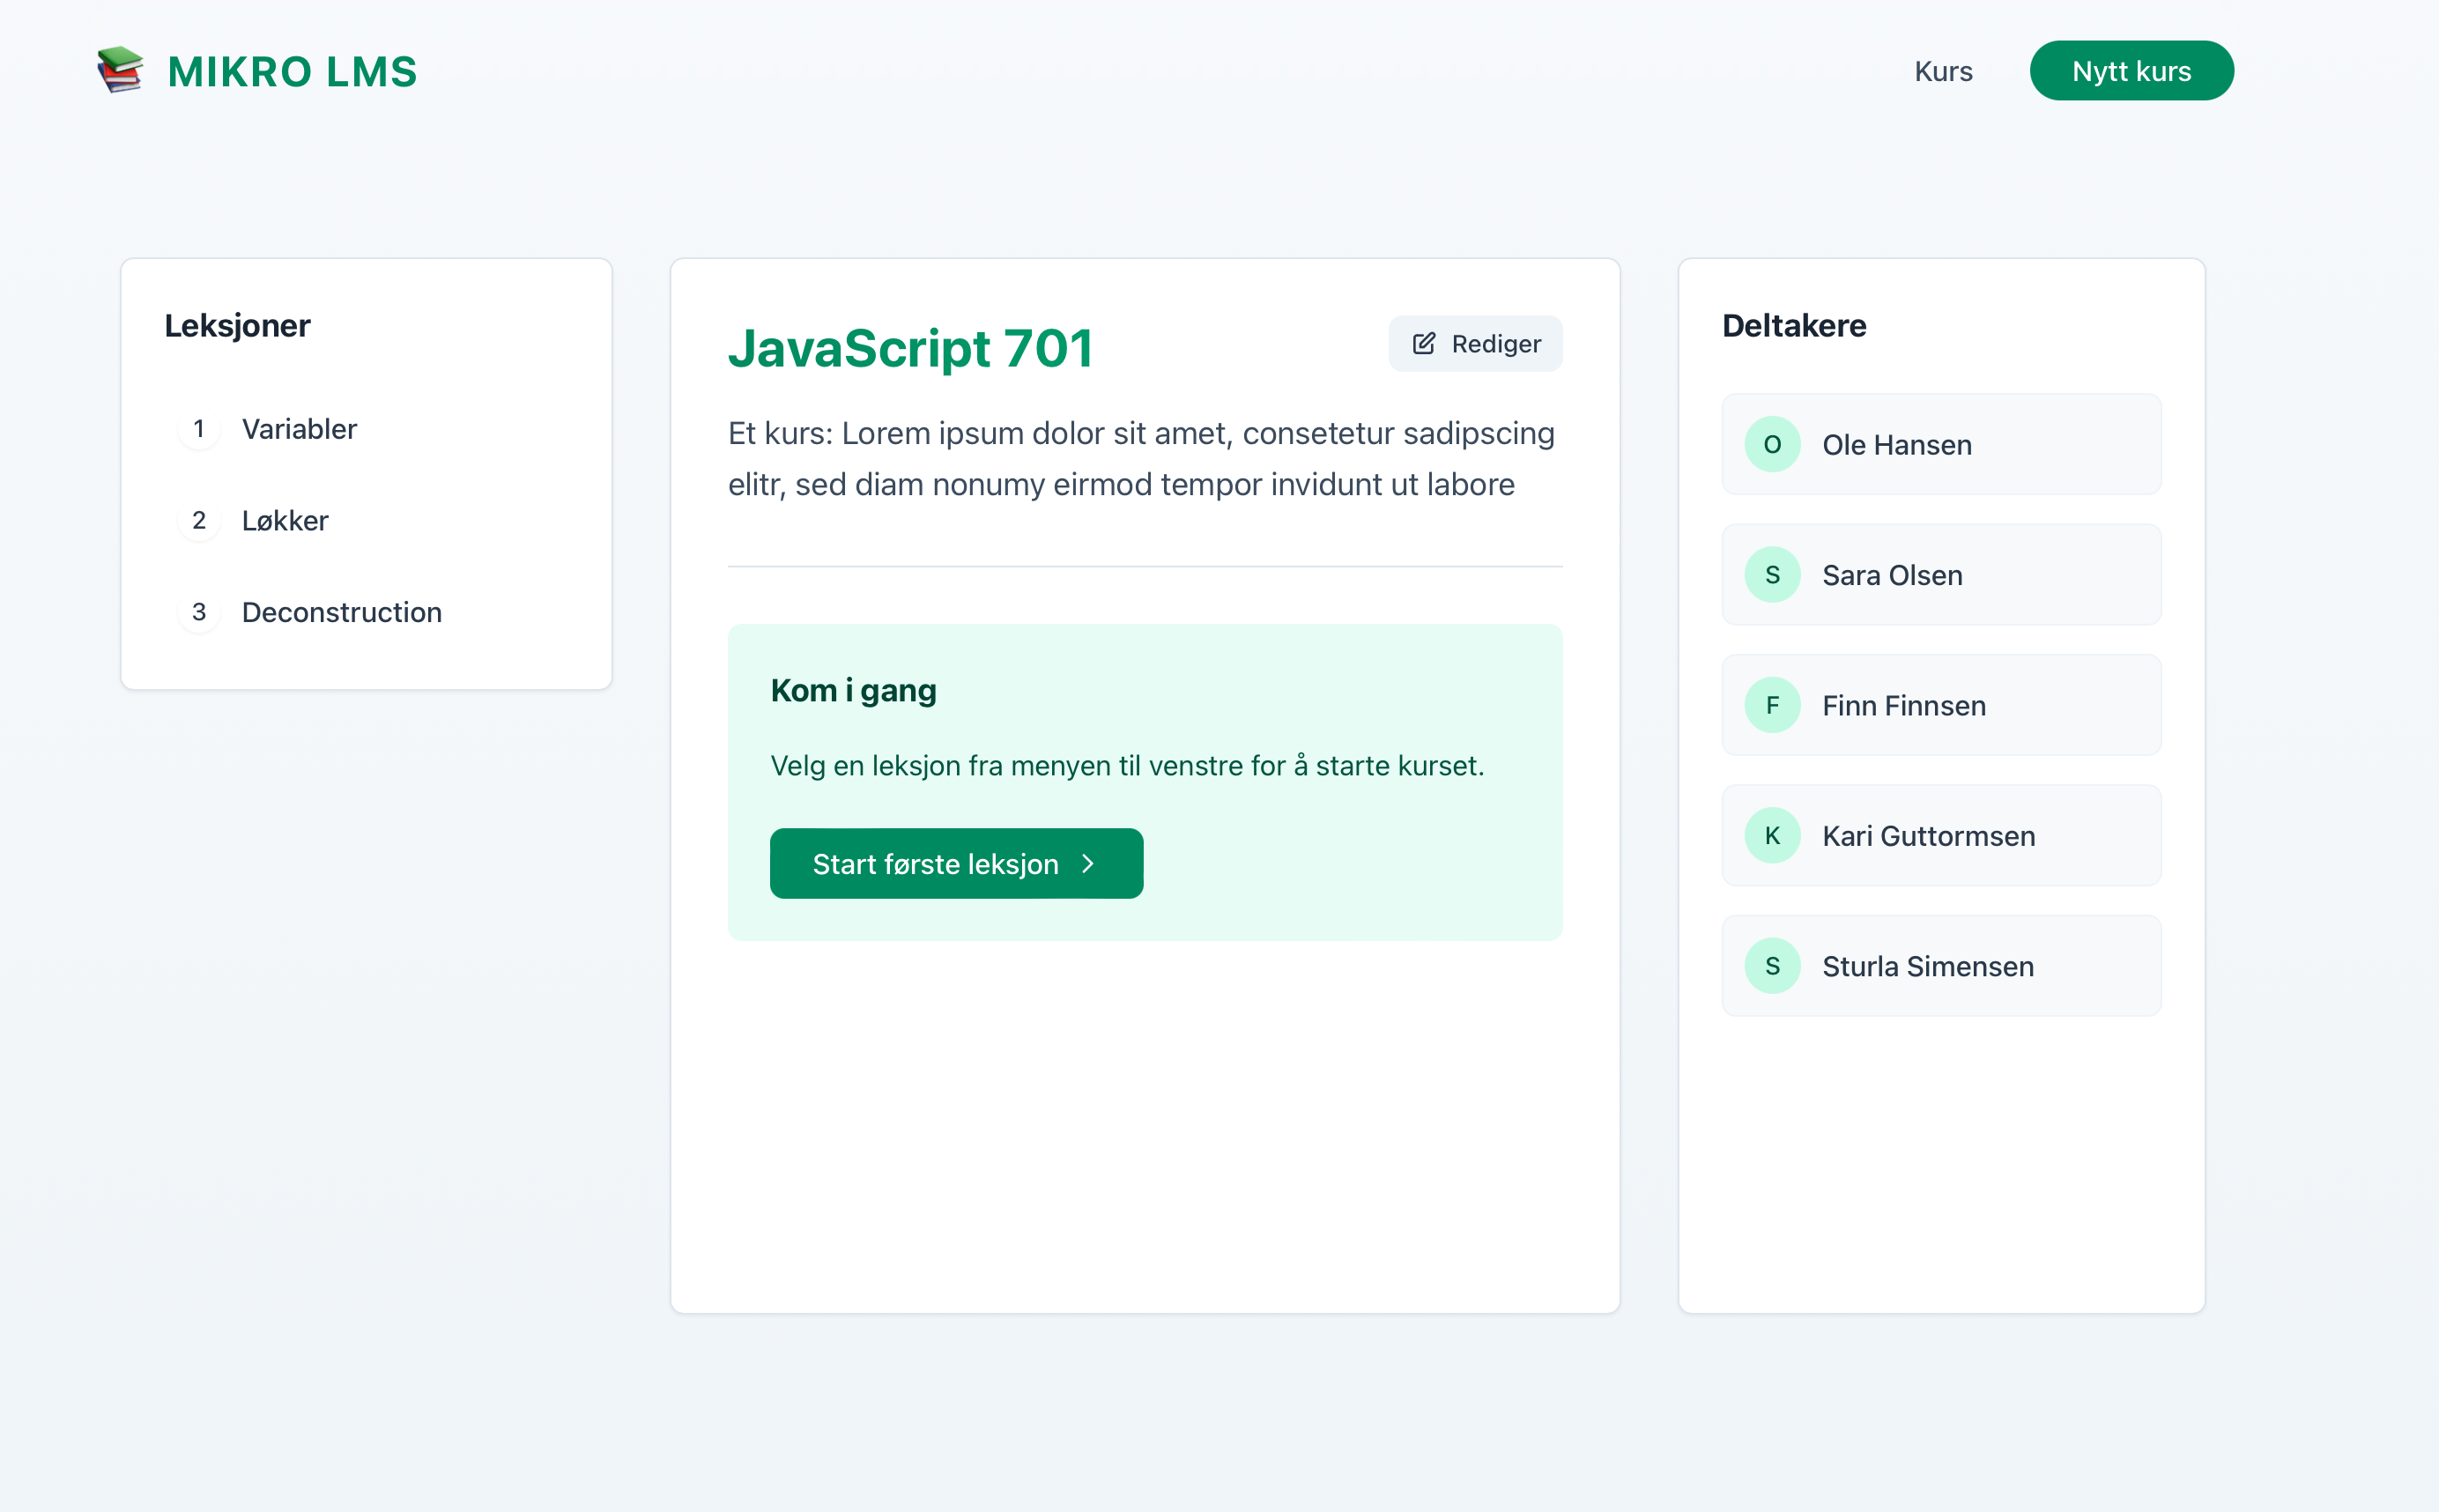 MIKRO LMS
Kurs
Nytt kurs
Leksjoner
1 Variabler
2 Løkker
3 Deconstruction
JavaScript 701
Rediger
Et kurs: Lorem ipsum dolor sit amet, consetetur sadipscing
elitr, sed diam nonumy eirmod tempor invidunt ut labore
Kom i gang
Velg en leksjon fra menyen til venstre for å starte kurset.
Start første leksjon
Deltakere
O Ole Hansen
S Sara Olsen
F Finn Finnsen
K Kari Guttormsen
S Sturla Simensen